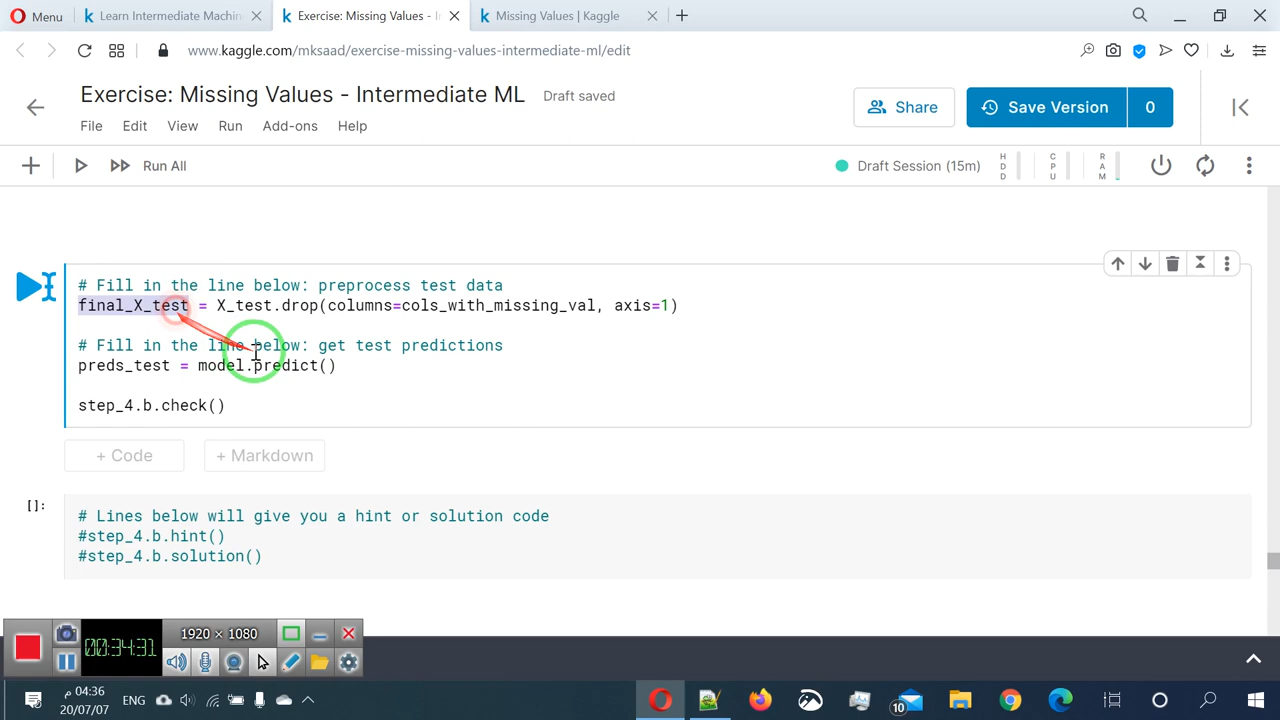 Menu
Learn Intermediate Machin
Exercise: Missing Values - In
Missing Values | Kaggle
www.kaggle.com/mksaad/exercise-missing-values-intermediate-ml/edit
Exercise: Missing Values - Intermediate ML
Draft saved
Share
Save Version
0
File
Edit
View
Run
Add-ons
Help
Run All
Draft Session (15m)
HDD
CPU
RAM
# Fill in the line below: preprocess test data
final_X_test = X_test.drop(columns=cols_with_missing_val, axis=1)
# Fill in the line below: get test predictions
preds_test = model.predict()
step_4.b.check()
+ Code
+ Markdown
[]:
# Lines below will give you a hint or solution code
#step_4.b.hint()
#step_4.b.solution()
1920 × 1080
00:34:31
ENG
04:36 م
20/07/07
10